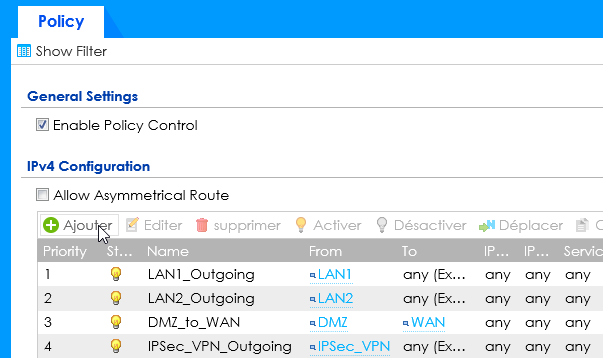 Policy
Show Filter
General Settings
Enable Policy Control
IPv4 Configuration
Allow Asymmetrical Route
Ajouter Editer supprimer Activer Désactiver Déplacer
Priority St... Name From To IP... IP... Servic
1 LAN1_Outgoing LAN1 any (Ex... any any any
2 LAN2_Outgoing LAN2 any (Ex... any any any
3 DMZ_to_WAN DMZ WAN any any any
4 IPSec_VPN_Outgoing IPSec_VPN any (Ex... any any any